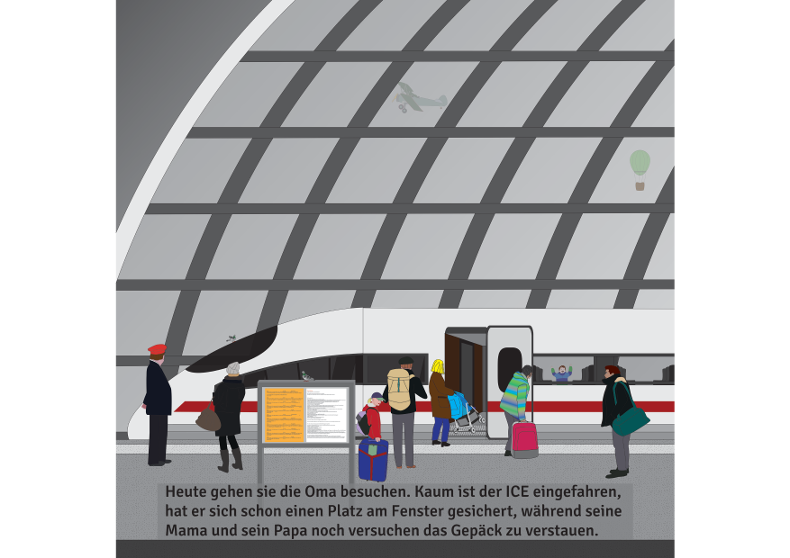 Heute gehen sie die Oma besuchen. Kaum ist der ICE eingefahren,
hat er sich schon einen Platz am Fenster gesichert, während seine
Mama und sein Papa noch versuchen das Gepäck zu verstauen.